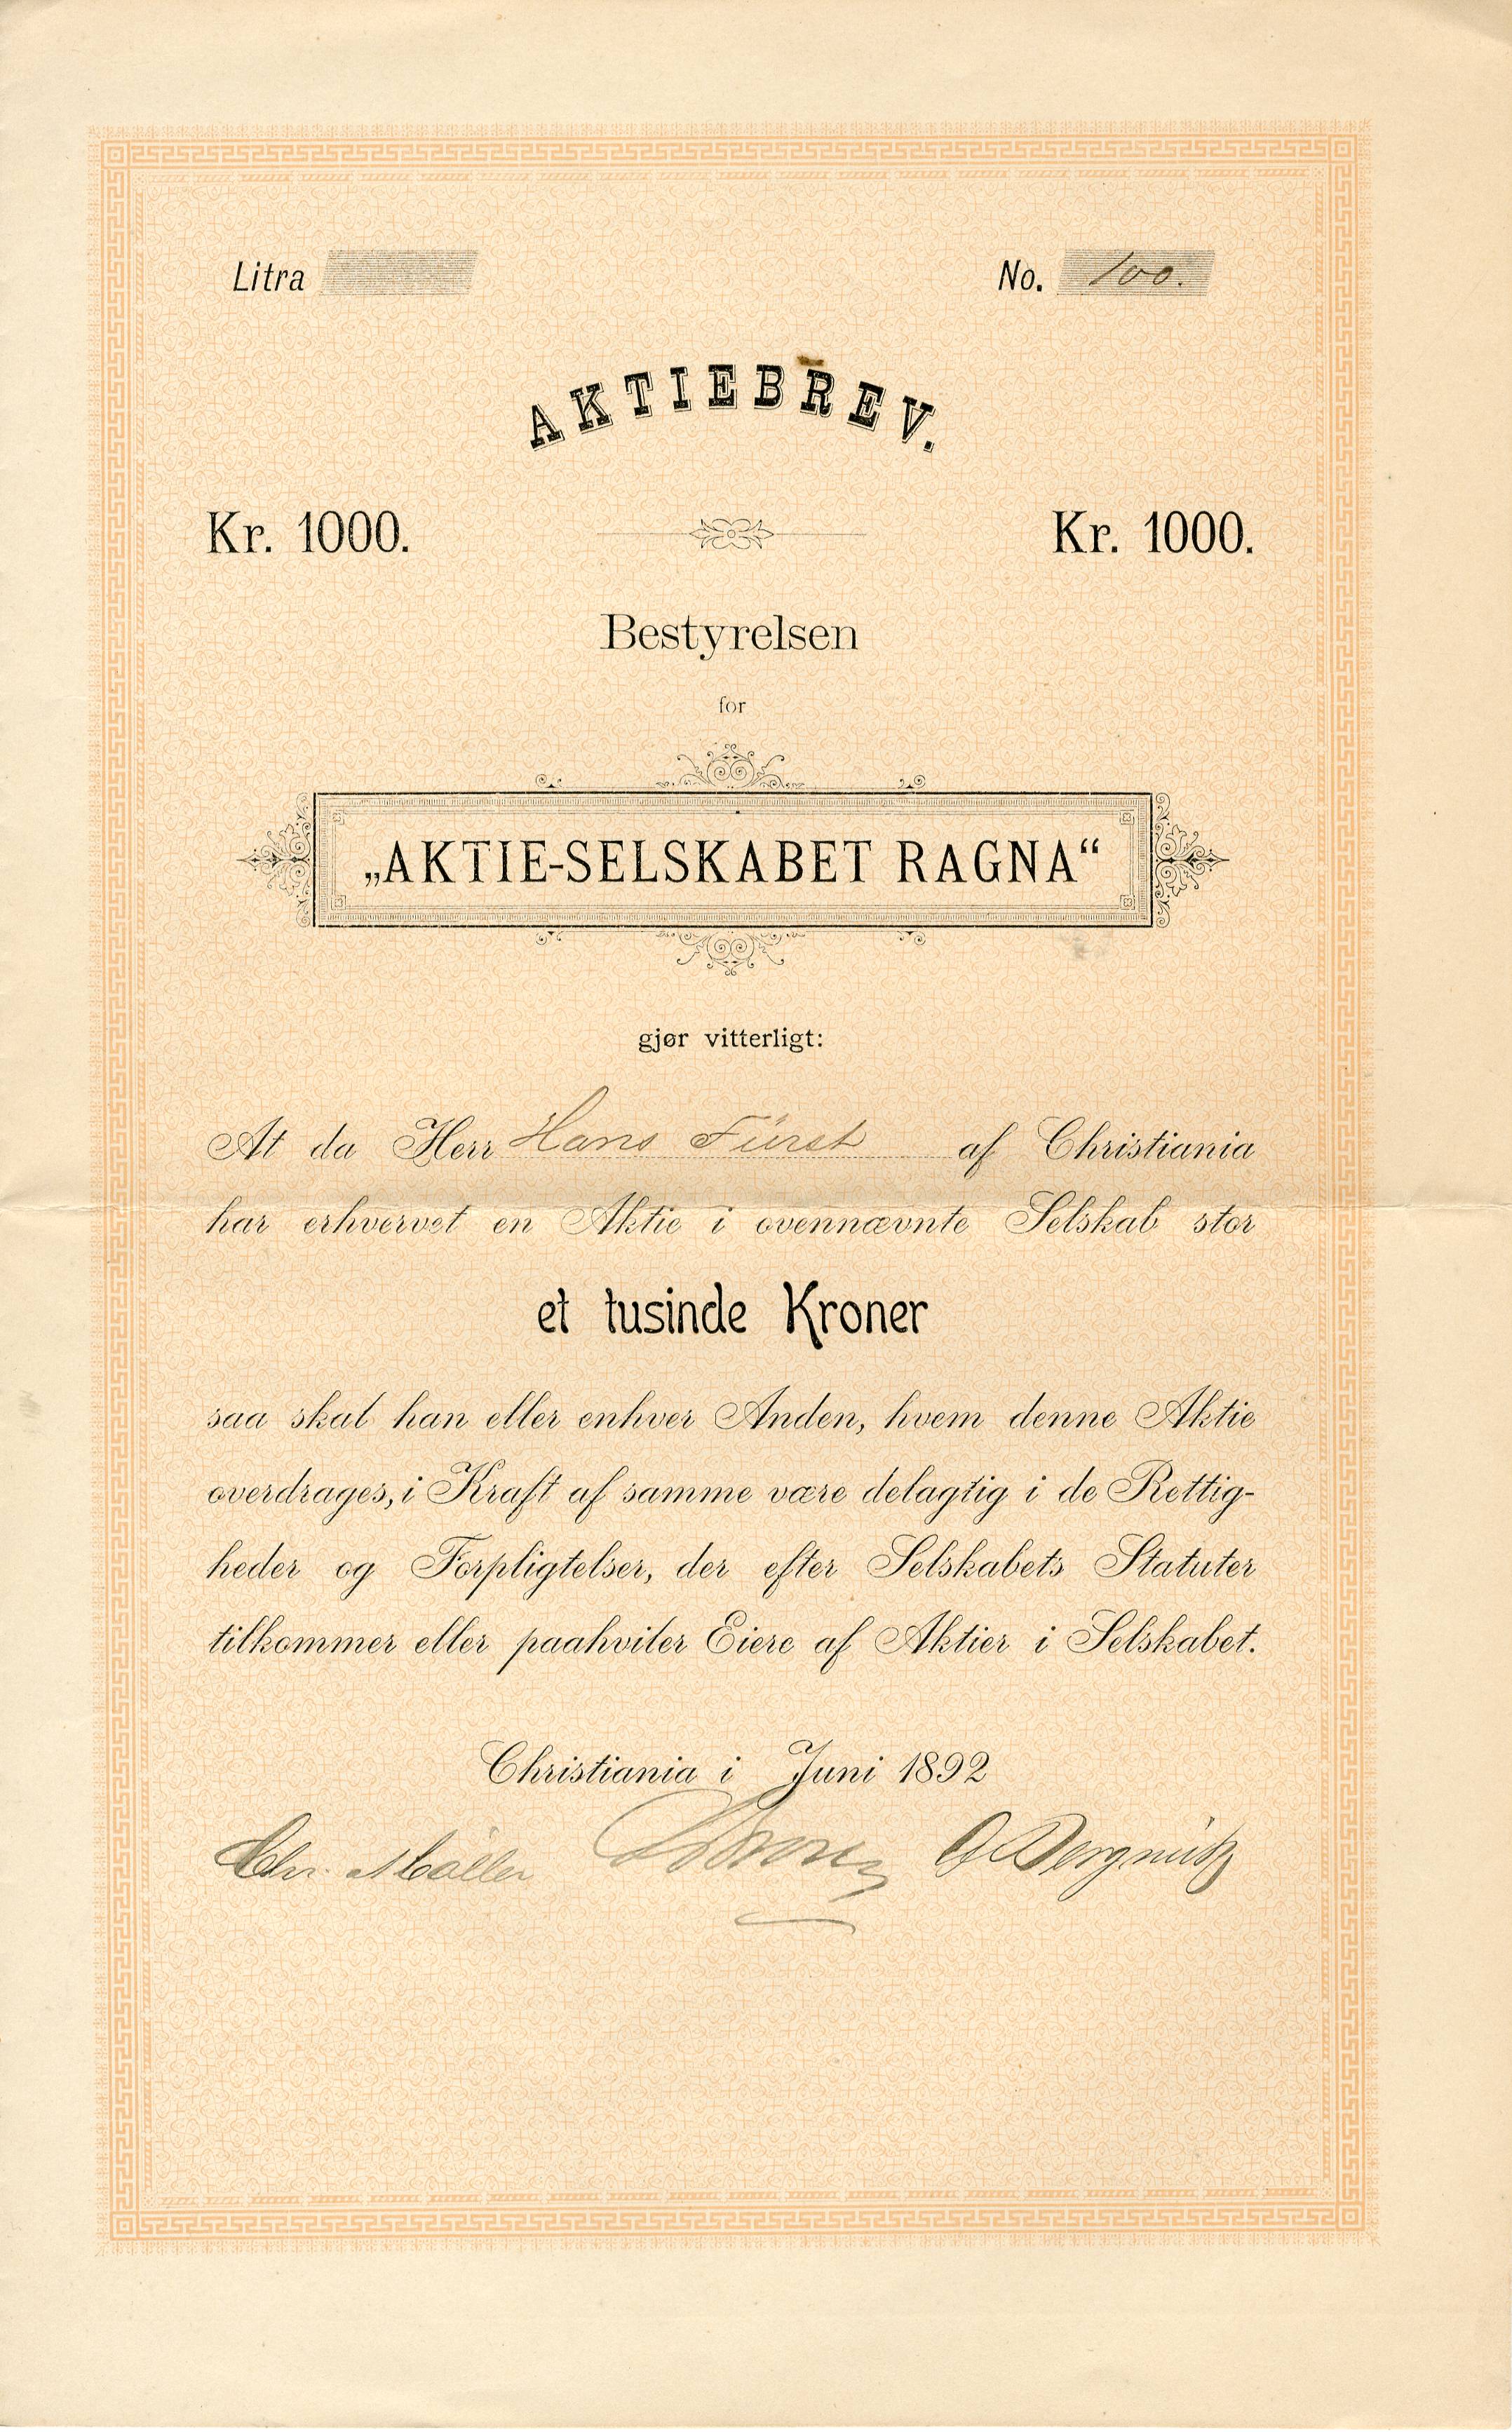 Litra
No. 100.
AKTIEBREV.
Kr. 1000.
Kr. 1000.
Bestyrelsen
for
„AKTIE-SELSKABET RAGNA“
gjør vitterligt:
At da Herr Hans Fürst af Christiania
har erhvervet en Aktie i ovennævnte Selskab stor
et tusinde Kroner
saa skal han eller enhver Anden, hvem denne Aktie
overdrages, i Kraft af samme være delagtig i de Rettig-
heder og Forpligtelser, der efter Selskabets Statuter
tilkommer eller paahviler Eiere af Aktier i Selskabet.
Christiania i Juni 1892
Chr. Møller